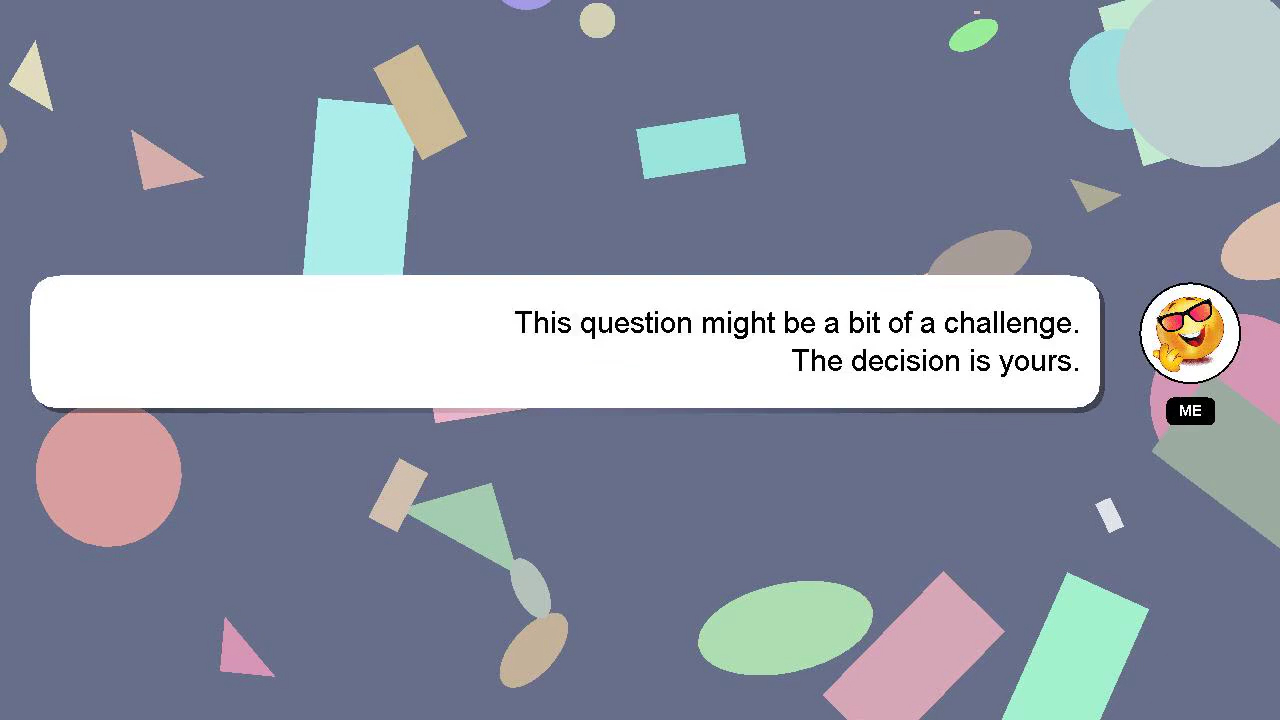 This question might be a bit of a challenge.
The decision is yours.
ME